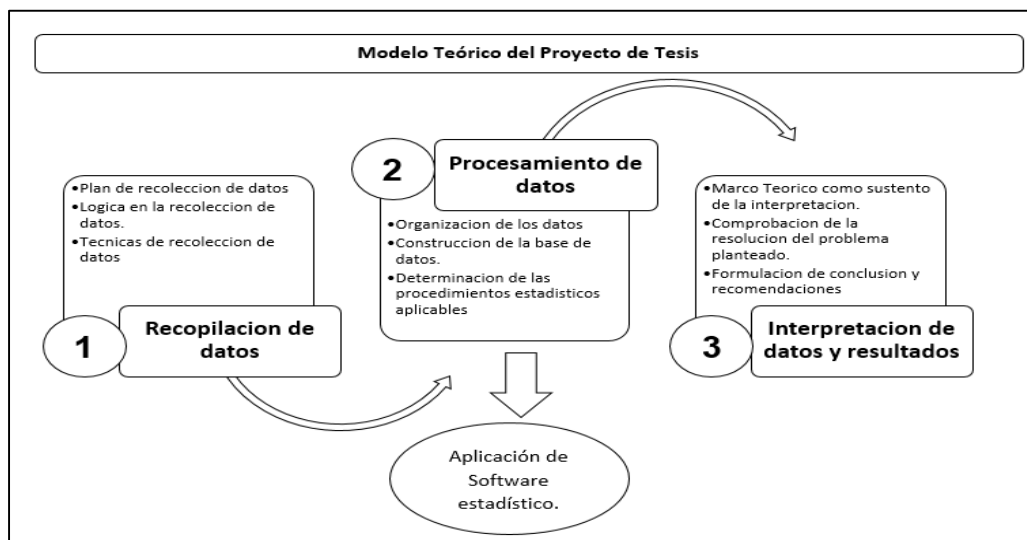 Modelo Teórico del Proyecto de Tesis
•Plan de recoleccion de datos
•Logica en la recoleccion de
datos.
•Tecnicas de recoleccion de
datos
1
Recopilacion de
datos
2
Procesamiento de
datos
•Organizacion de los datos
•Construccion de la base de
datos.
•Determinacion de las
procedimientos estadisticos
aplicables
Aplicación de
Software
estadístico.
•Marco Teorico como sustento
de la interpretacion.
•Comprobacion de la
resolucion del problema
planteado.
•Formulacion de conclusion y
recomendaciones
3
Interpretacion de
datos y resultados